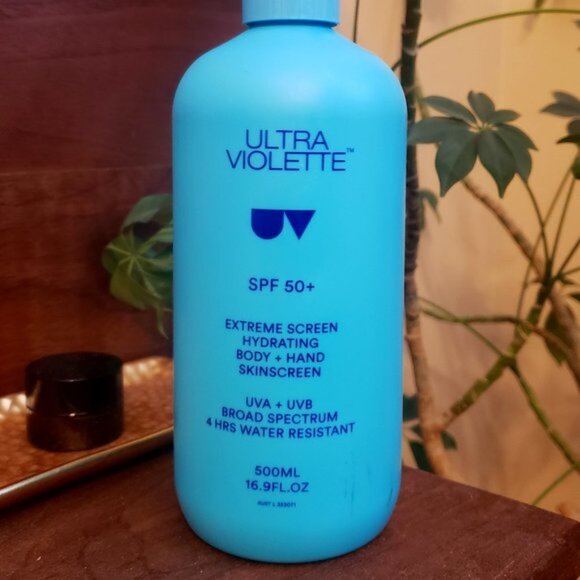 ULTRA
VIOLETTE™
UV
SPF 50+
EXTREME SCREEN
HYDRATING
BODY + HAND
SKINSCREEN
UVA + UVB
BROAD SPECTRUM
4 HRS WATER RESISTANT
500ML
16.9FL.OZ